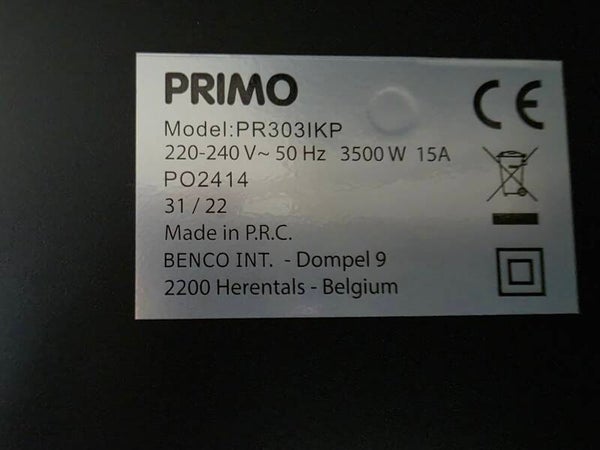 PRIMO
CE
Model:PR303IKP
220-240 V~ 50 Hz 3500 W 15A
PO2414
31 / 22
Made in P.R.C.
BENCO INT. - Dompel 9
2200 Herentals - Belgium